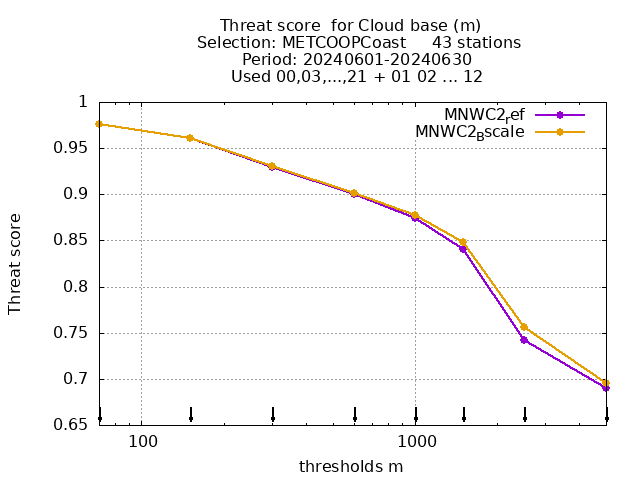 Threat score  for Cloud base (m)
Selection: METCOOPCoast     43 stations
Period: 20240601-20240630
Used 00,03,...,21 + 01 02 ... 12
MNWC2ref
MNWC2Bscale
1
0.95
0.9
0.85
0.8
0.75
0.7
0.65
Threat score
100
1000
thresholds m